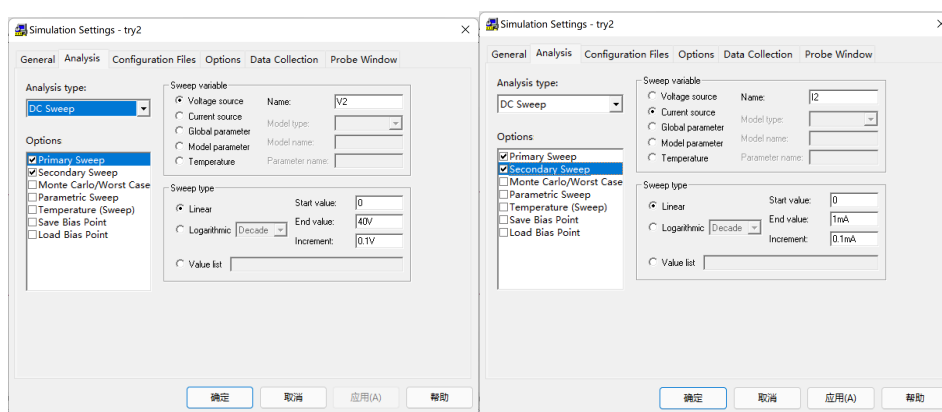 Simulation Settings - try2
General Analysis Configuration Files Options Data Collection Probe Window
Analysis type:
DC Sweep
Options
Primary Sweep
Secondary Sweep
Monte Carlo/Worst Case
Parametric Sweep
Temperature (Sweep)
Save Bias Point
Load Bias Point
Sweep variable
Voltage source
Current source
Global parameter
Model parameter
Temperature
Name: V2
Model type:
Model name:
Parameter name:
Sweep type
Linear
Logarithmic Decade
Value list
Start value: 0
End value: 40V
Increment: 0.1V
确定 取消 应用(A) 帮助
Simulation Settings - try2
General Analysis Configuration Files Options Data Collection Probe Window
Analysis type:
DC Sweep
Options
Primary Sweep
Secondary Sweep
Monte Carlo/Worst Case
Parametric Sweep
Temperature (Sweep)
Save Bias Point
Load Bias Point
Sweep variable
Voltage source
Current source
Global parameter
Model parameter
Temperature
Name: I2
Model type:
Model name:
Parameter name:
Sweep type
Linear
Logarithmic Decade
Value list
Start value: 0
End value: 1mA
Increment: 0.1mA
确定 取消 应用(A) 帮助